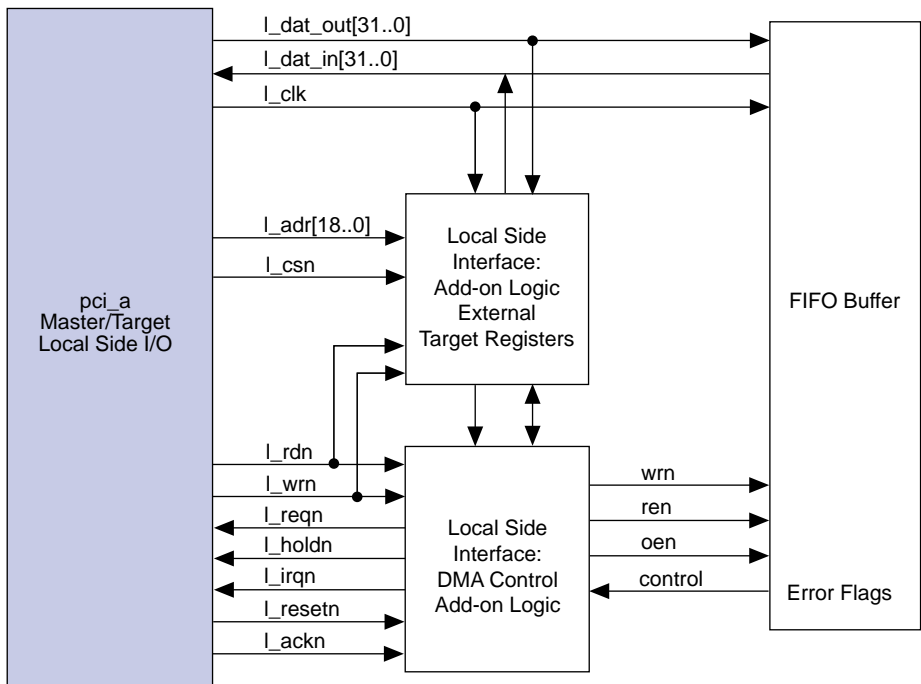 l_dat_out[31..0]
l_dat_in[31..0]
l_clk
l_adr[18..0]
l_csn
pci_a
Master/Target
Local Side I/O
Local Side
Interface:
Add-on Logic
External
Target Registers
FIFO Buffer
l_rdn
l_wrn
l_reqn
l_holdn
l_irqn
l_resetn
l_ackn
Local Side
Interface:
DMA Control
Add-on Logic
wrn
ren
oen
control
Error Flags